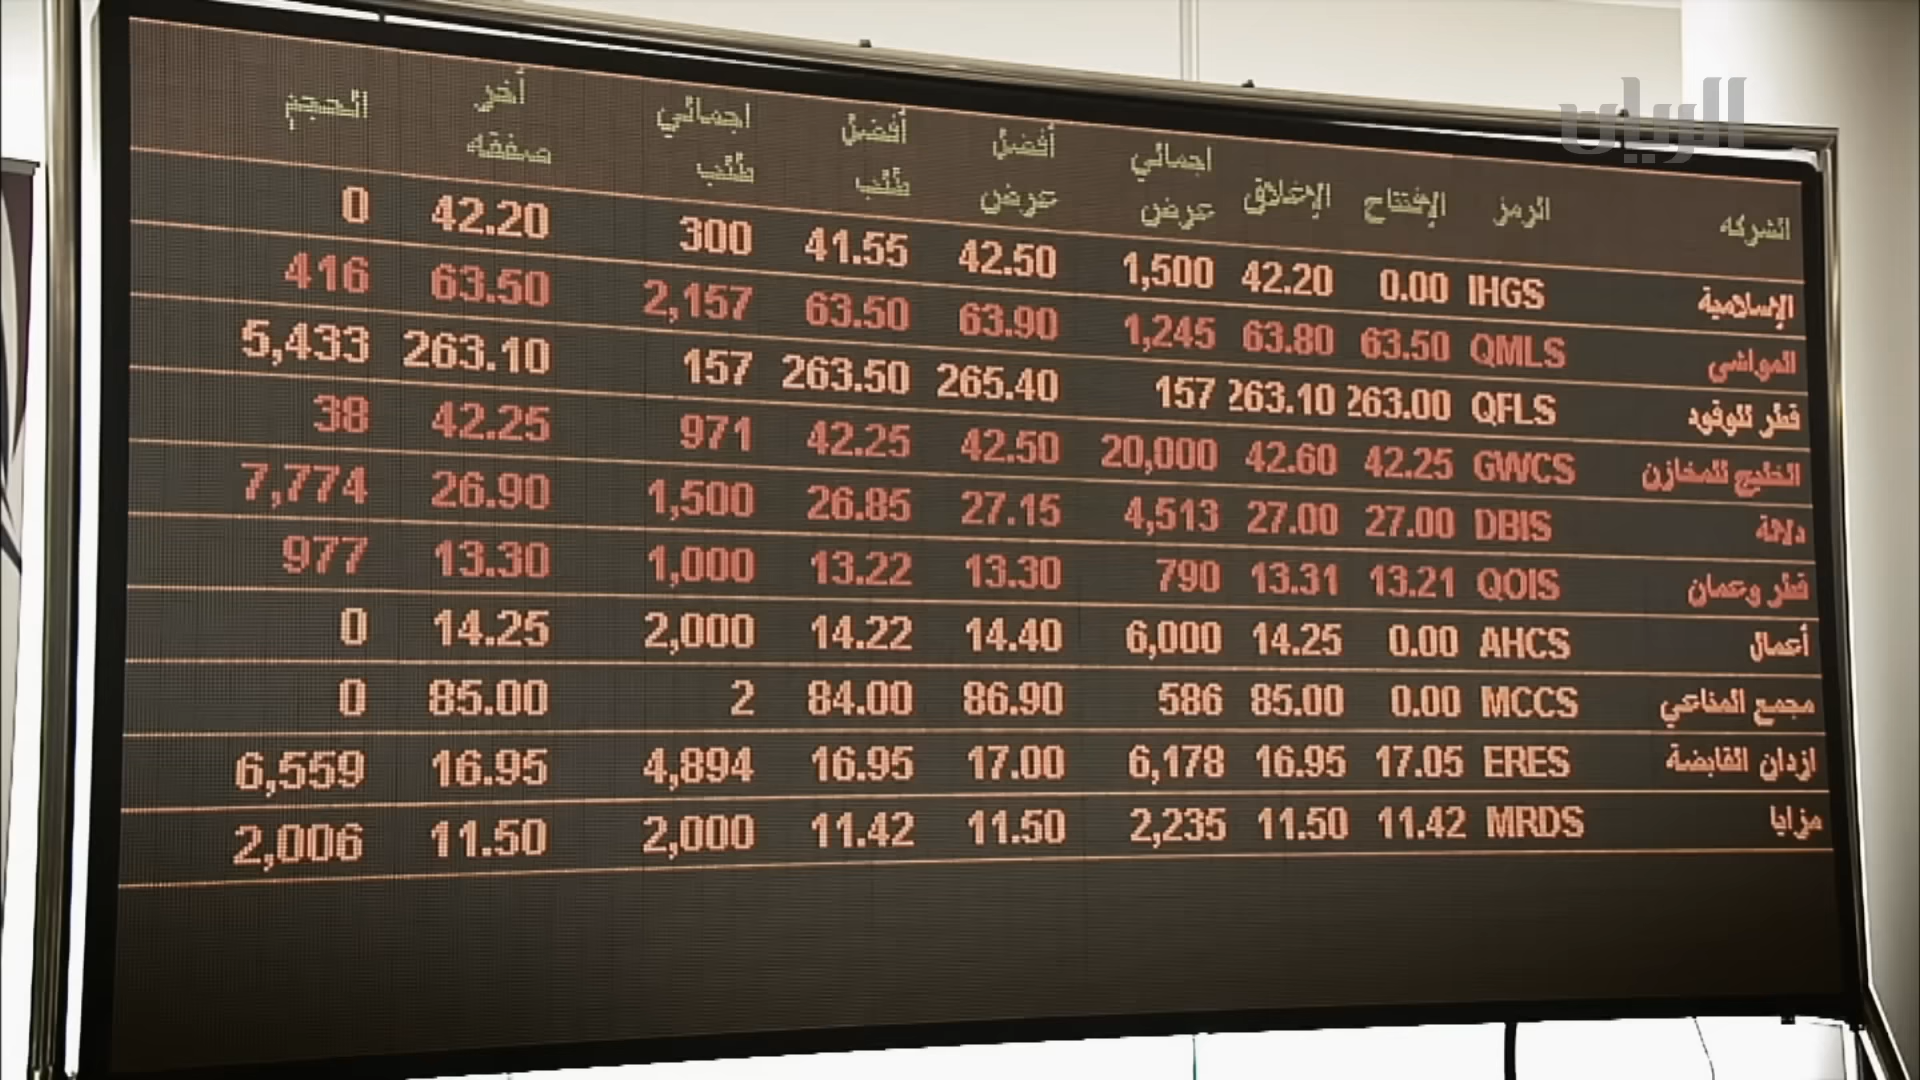 الريان
الشركه الرمز الإفتتاح الإغلاق اجمالي عرض أفضل عرض أفضل طلب اجمالي طلب أخر صفقه الحجم
الإسلامية IHGS 0.00 42.20 1,500 42.50 41.55 300 42.20 0
المواشي QMLS 63.50 63.80 1,245 63.90 63.50 2,157 63.50 416
قطر للوقود QFLS 263.00 263.10 157 265.40 263.50 157 263.10 5,433
الخليج للمخازن GWCS 42.25 42.60 20,000 42.50 42.25 971 42.25 38
دلالة DBIS 27.00 27.00 4,513 27.15 26.85 1,500 26.90 7,774
قطر وعمان QOIS 13.21 13.31 790 13.30 13.22 1,000 13.30 977
أعمال AHCS 0.00 14.25 6,000 14.40 14.22 2,000 14.25 0
مجمع المناعي MCCS 0.00 85.00 586 86.90 84.00 2 85.00 0
ازدان القابضة ERES 17.05 16.95 6,178 17.00 16.95 4,894 16.95 6,559
مزايا MRDS 11.42 11.50 2,235 11.50 11.42 2,000 11.50 2,006